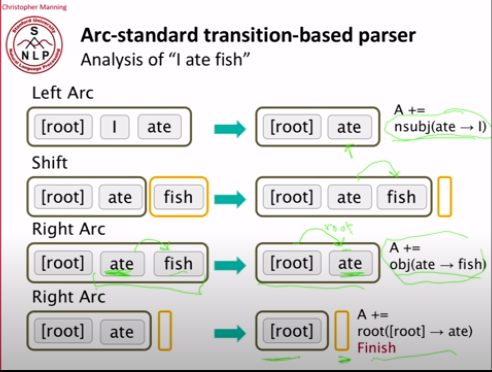 Christopher Manning
Stanford University
S
NLP
Natural Language Processing
Arc-standard transition-based parser
Analysis of “I ate fish”
Left Arc
[root] I ate [root] ate
A +=
nsubj(ate → I)
Shift
[root] ate fish [root] ate fish
Right Arc
root
[root] ate fish [root] ate
A +=
obj(ate → fish)
Right Arc
[root] ate [root]
A +=
root([root] → ate)
Finish